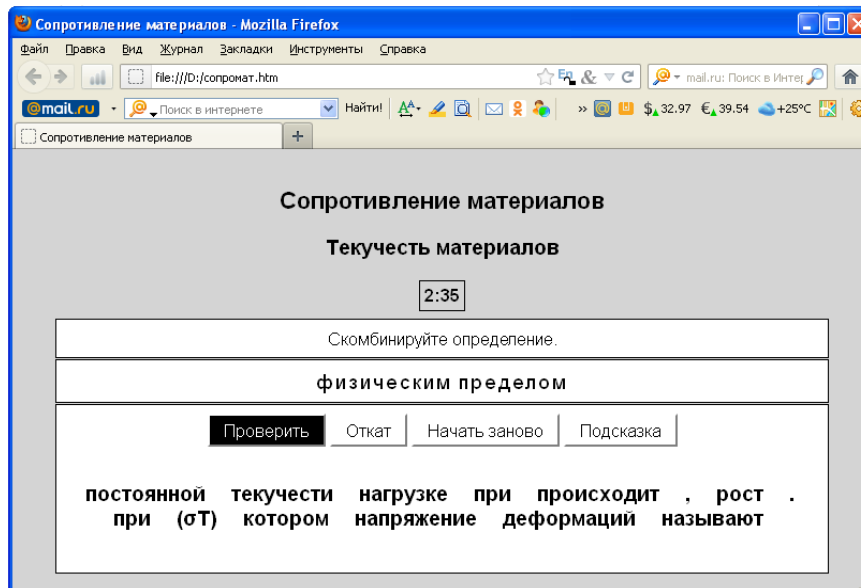 Сопротивление материалов - Mozilla Firefox
Файл Правка Вид Журнал Закладки Инструменты Справка
file:///D:/сопромат.htm
mail.ru: Поиск в Интер
@mail.ru Поиск в интернете Найти! $ 32.97 € 39.54 +25°C
Сопротивление материалов
Сопротивление материалов
Текучесть материалов
2:35
Скомбинируйте определение.
физическим пределом
Проверить Откат Начать заново Подсказка
постоянной текучести нагрузке при происходит , рост .
при (σТ) котором напряжение деформаций называют